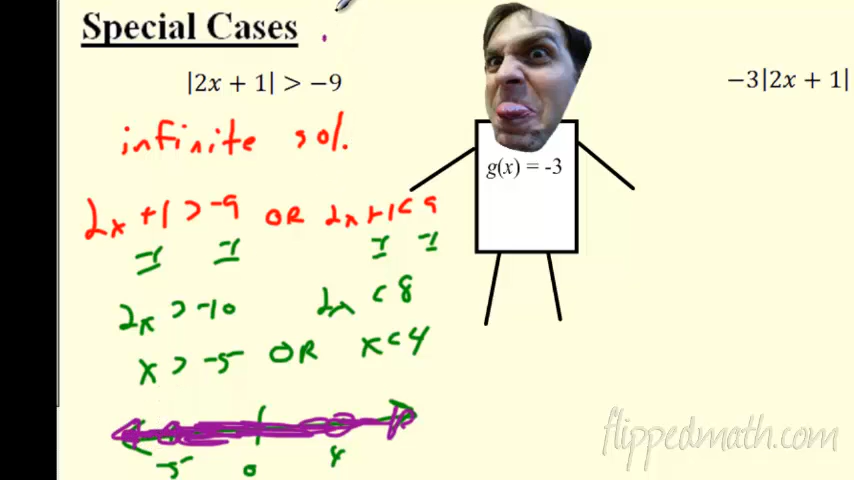 Special Cases .
|2x + 1| > −9
−3|2x + 1|
infinite sol.
g(x) = -3
2x +1 > -9 OR 2x+1 < 9
-1 -1 -1 -1
2x > -10 2x < 8
x > -5 OR x < 4
-5 0 4
flippedmath.com